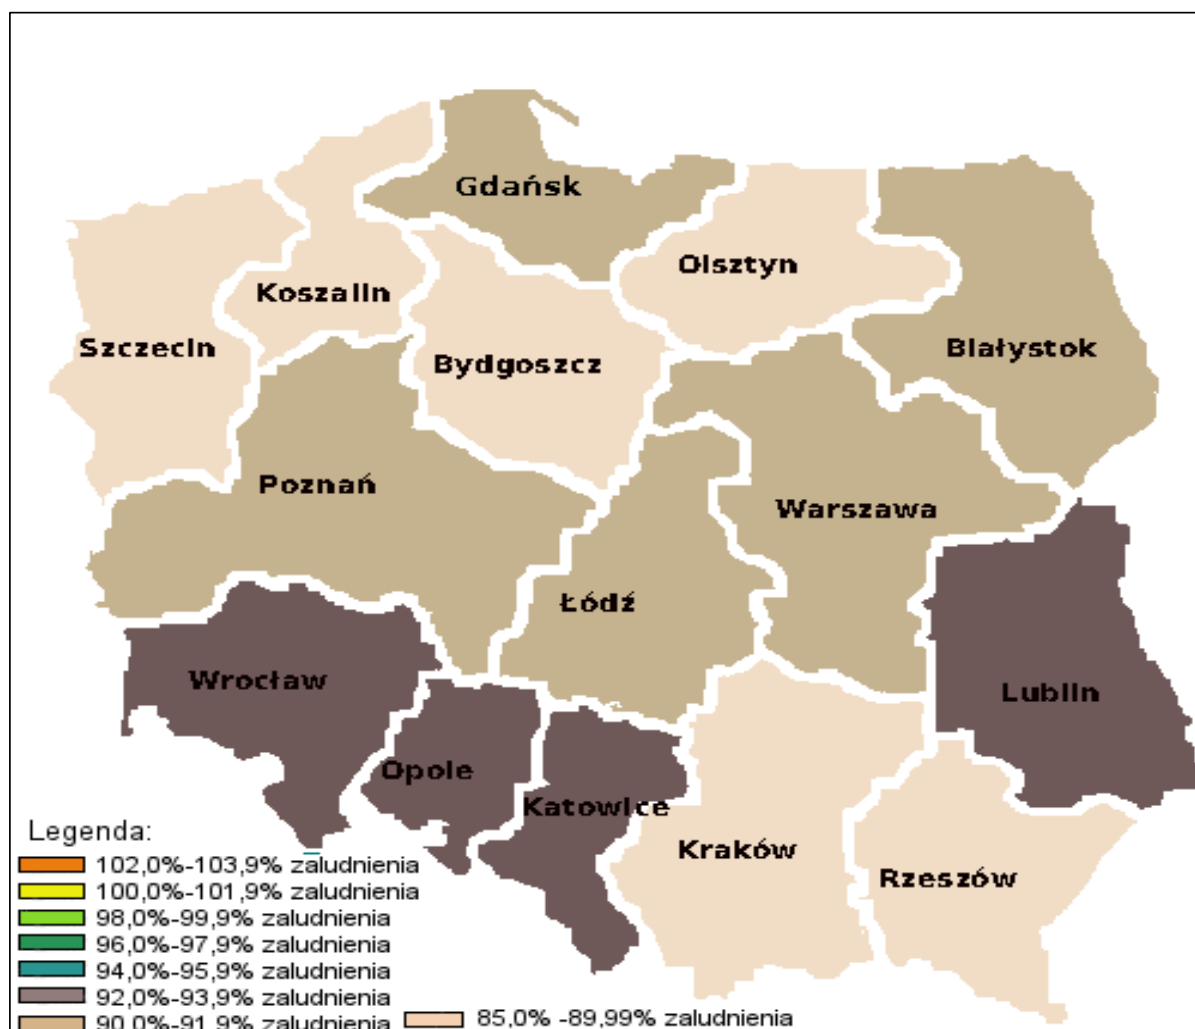 Gdańsk
Olsztyn
Koszalin
Szczecin
Białystok
Bydgoszcz
Poznań
Warszawa
Łódź
Wrocław
Lublin
Opole
Katowice
Kraków
Rzeszów
Legenda:
102,0%-103,9% zaludnienia
100,0%-101,9% zaludnienia
98,0%-99,9% zaludnienia
96,0%-97,9% zaludnienia
94,0%-95,9% zaludnienia
92,0%-93,9% zaludnienia
90,0%-91,9% zaludnienia
85,0% -89,99% zaludnienia